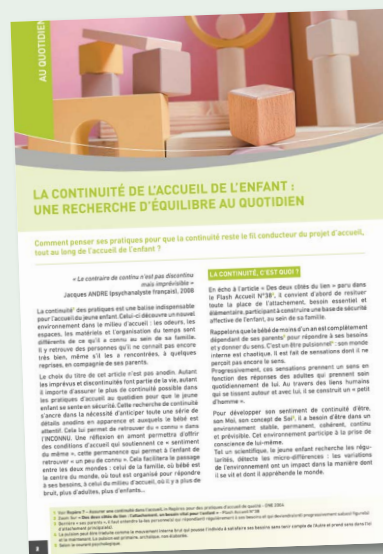 AU QUOTIDIEN
LA CONTINUITÉ DE L'ACCUEIL DE L'ENFANT :
UNE RECHERCHE D'ÉQUILIBRE AU QUOTIDIEN
Comment penser ses pratiques pour que la continuité reste le fil conducteur du projet d'accueil,
tout au long de l'accueil de l'enfant ?
« Le contraire de continu n'est pas discontinu
mais imprévisible »
Jacques ANDRE (psychanalyste français), 2008
La continuité¹ des pratiques est une balise indispensable
pour l'accueil du jeune enfant. Celui-ci découvre un nouvel
environnement dans le milieu d'accueil : les odeurs, les
espaces, les matériels et l'organisation du temps sont
différents de ce qu'il a connu au sein de sa famille.
Il y retrouve des personnes qu'il ne connaît pas encore
très bien, même s'il les a rencontrées, à quelques
reprises, en compagnie de ses parents.
Le choix du titre de cet article n'est pas anodin. Autant
les imprévus et discontinuités font partie de la vie, autant
il importe d'assurer le plus de continuité possible dans
les pratiques d'accueil au quotidien pour que le jeune
enfant se sente en sécurité. Cette recherche de continuité
s'ancre dans la nécessité d'anticiper toute une série de
détails anodins en apparence et auxquels le bébé est
attentif. Cela lui permet de retrouver du « connu » dans
l'INCONNU. Une réflexion en amont permettra d'offrir
des conditions d'accueil qui soutiennent ce « sentiment
du même », cette permanence qui permet à l'enfant de
retrouver « un peu de connu ». Cela facilitera le passage
entre les deux mondes : celui de la famille, où bébé est
le centre du monde, où tout est organisé pour répondre
à ses besoins, à celui du milieu d'accueil, où il y a plus de
bruit, plus d'adultes, plus d'enfants...
LA CONTINUITÉ, C'EST QUOI ?
En écho à l'article « Des deux côtés du lien » paru dans
le Flash Accueil N°38², il convient d'abord de resituer
toute la place de l'attachement, besoin essentiel et
élémentaire, participant à construire une base de sécurité
affective de l'enfant, au sein de sa famille.
Rappelons que le bébé de moins d'un an est complètement
dépendant de ses parents³ pour répondre à ses besoins
et y donner du sens. C'est un être pulsionnel⁴ : son monde
interne est chaotique. Il est fait de sensations dont il ne
perçoit pas encore le sens.
Progressivement, ces sensations prennent un sens en
fonction des réponses des adultes qui prennent soin
quotidiennement de lui. Au travers des liens humains
qui se tissent autour et avec lui, il se construit un « petit
d'homme ».
Pour développer son sentiment de continuité d'être,
son Moi, son concept de Soi⁵, il a besoin d'être dans un
environnement stable, permanent, cohérent, continu
et prévisible. Cet environnement participe à la prise de
conscience de lui-même.
Tel un scientifique, le jeune enfant recherche les régu-
larités, détecte les micro-différences : les variations
de l'environnement ont un impact dans la manière dont
il se vit et dont il appréhende le monde.
8